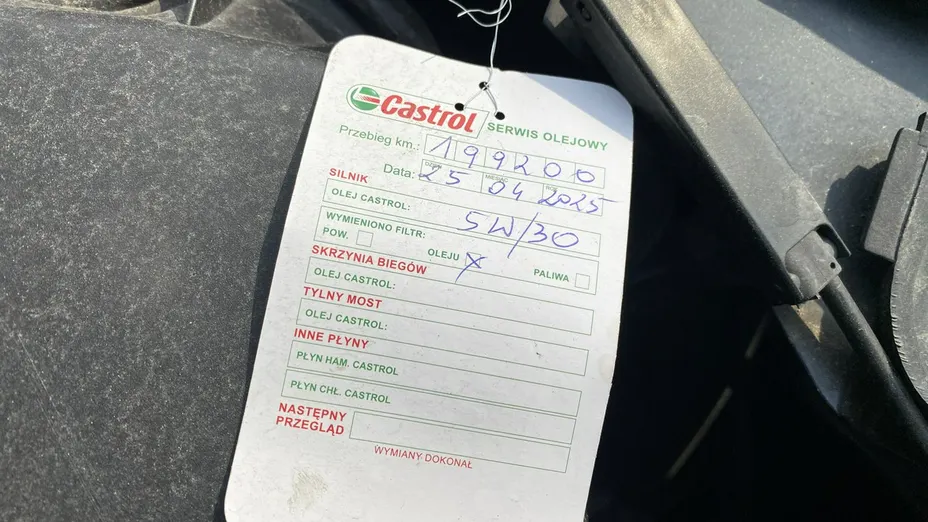 Castrol SERWIS OLEJOWY
Przebieg km.: 199200
Data: 25 04 2025
SILNIK
OLEJ CASTROL: 5W/30
WYMIENIONO FILTR:
POW. OLEJU X PALIWA
SKRZYNIA BIEGÓW
OLEJ CASTROL:
TYLNY MOST
OLEJ CASTROL:
INNE PŁYNY
PŁYN HAM. CASTROL
PŁYN CHŁ. CASTROL
NASTĘPNY
PRZEGLĄD
WYMIANY DOKONAŁ